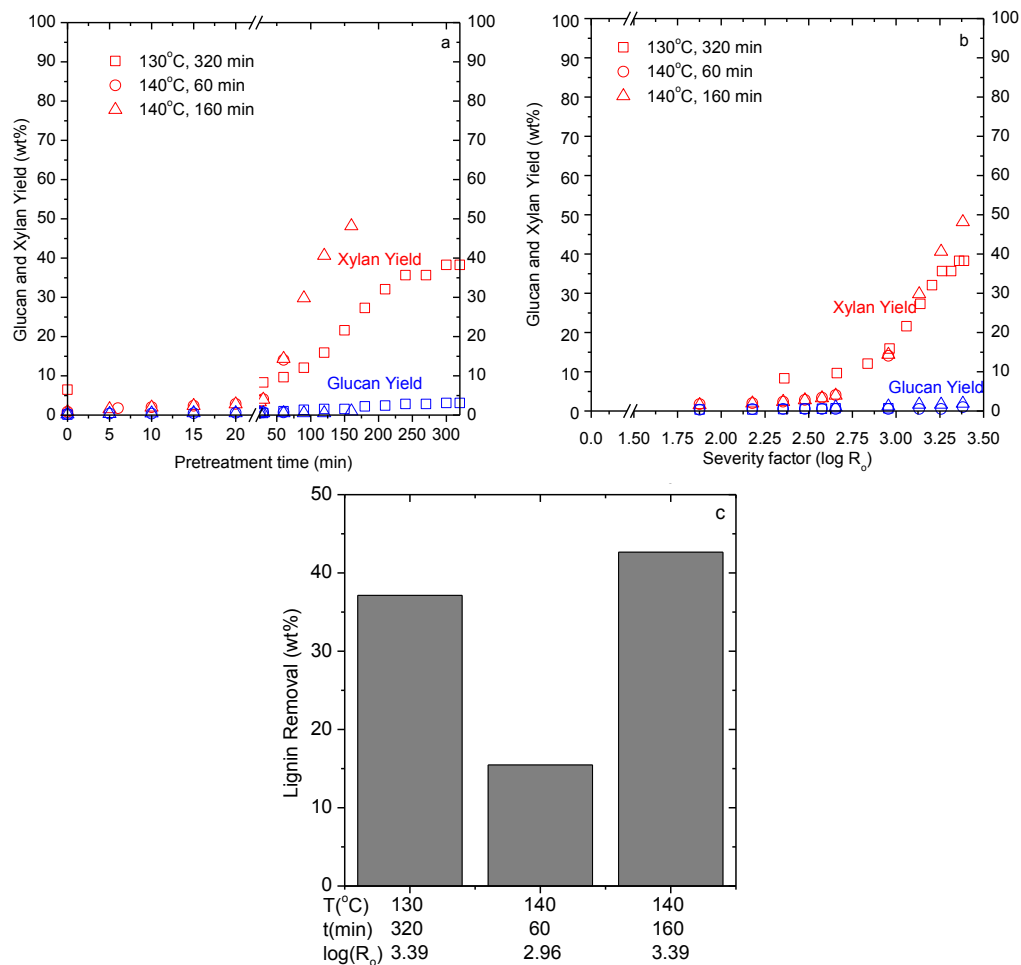 a
130°C, 320 min
140°C, 60 min
140°C, 160 min
Glucan and Xylan Yield (wt%)
100
90
80
70
60
50
40
30
20
10
0
100
90
80
70
60
50
40
30
20
10
0
Xylan Yield
Glucan Yield
0 5 10 15 20 50 100 150 200 250 300
Pretreatment time (min)
b
130°C, 320 min
140°C, 60 min
140°C, 160 min
Glucan and Xylan Yield (wt%)
100
90
80
70
60
50
40
30
20
10
0
100
90
80
70
60
50
40
30
20
10
0
Xylan Yield
Glucan Yield
0.0 1.50 1.75 2.00 2.25 2.50 2.75 3.00 3.25 3.50
Severity factor (log Ro)
c
Lignin Removal (wt%)
50
40
30
20
10
0
T(°C) 130 140 140
t(min) 320 60 160
log(Ro) 3.39 2.96 3.39